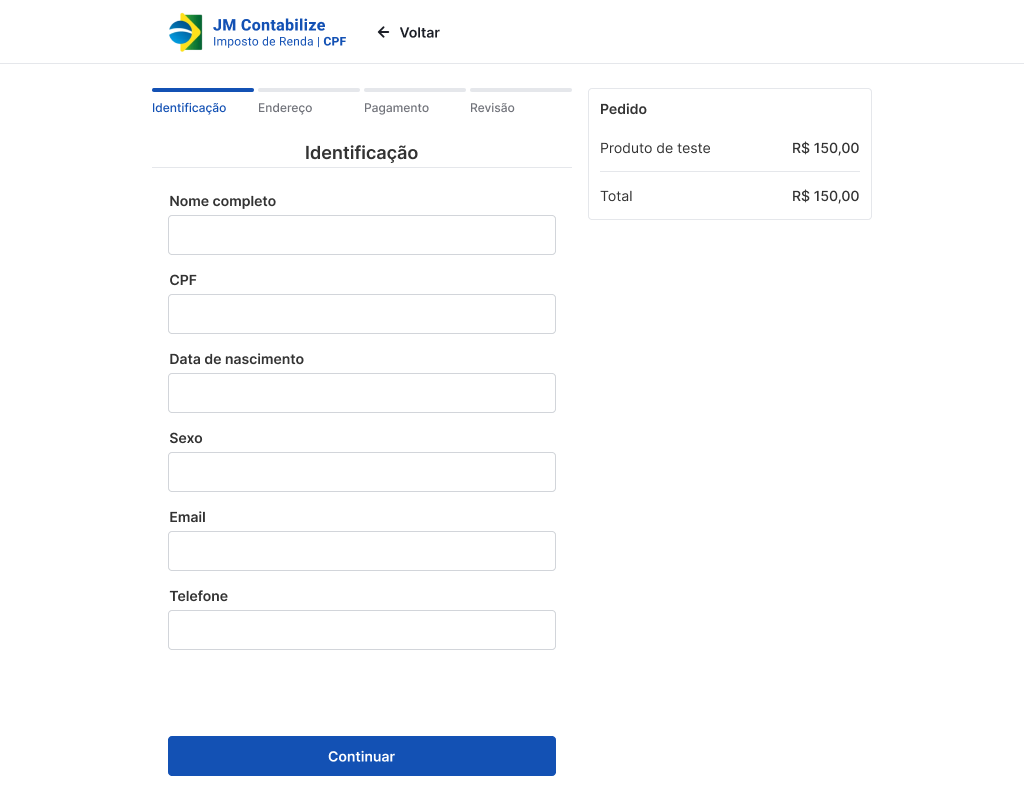 JM Contabilize
Imposto de Renda | CPF
Voltar
Identificação
Endereço
Pagamento
Revisão
Identificação
Nome completo
CPF
Data de nascimento
Sexo
Email
Telefone
Continuar
Pedido
Produto de teste R$ 150,00
Total R$ 150,00